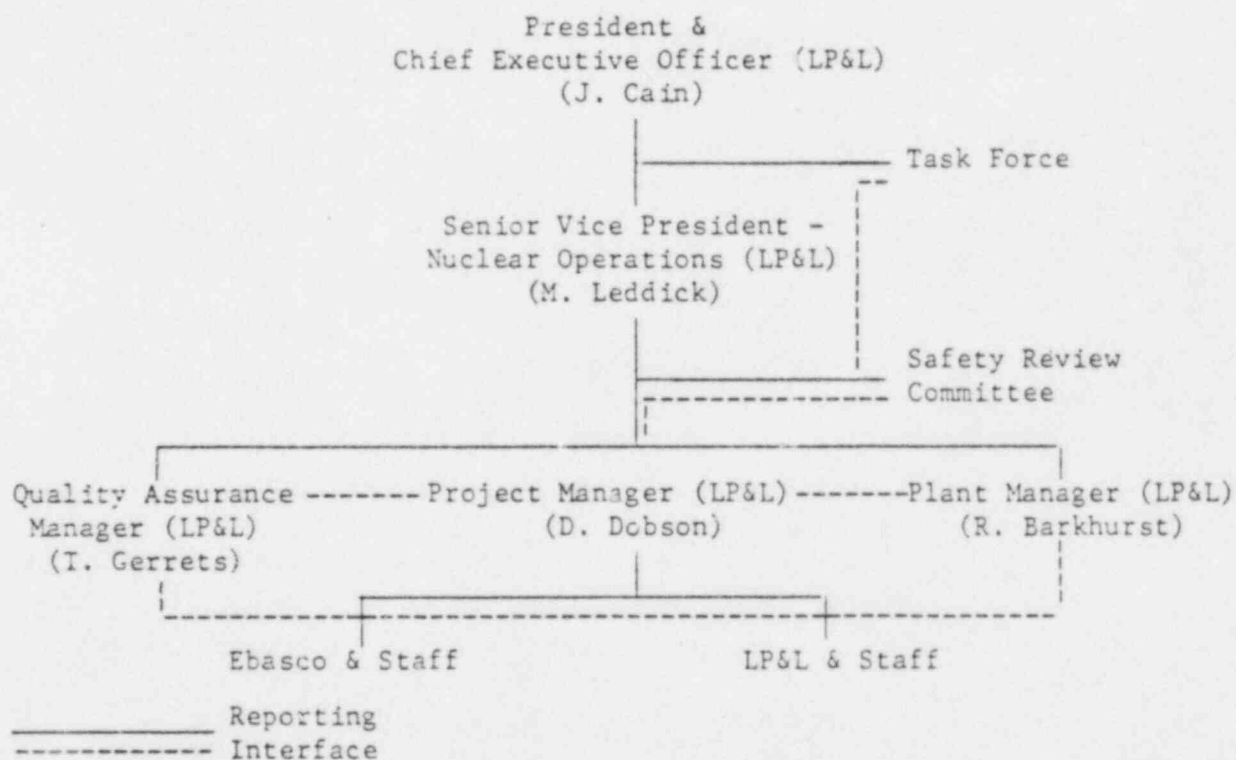 President &
Chief Executive Officer (LP&L)
(J. Cain)
Task Force
Senior Vice President -
Nuclear Operations (LP&L)
(M. Leddick)
Safety Review
Committee
Quality Assurance
Manager (LP&L)
(T. Gerrets)
Project Manager (LP&L)
(D. Dobson)
Plant Manager (LP&L)
(R. Barkhurst)
Ebasco & Staff
LP&L & Staff
Reporting
Interface